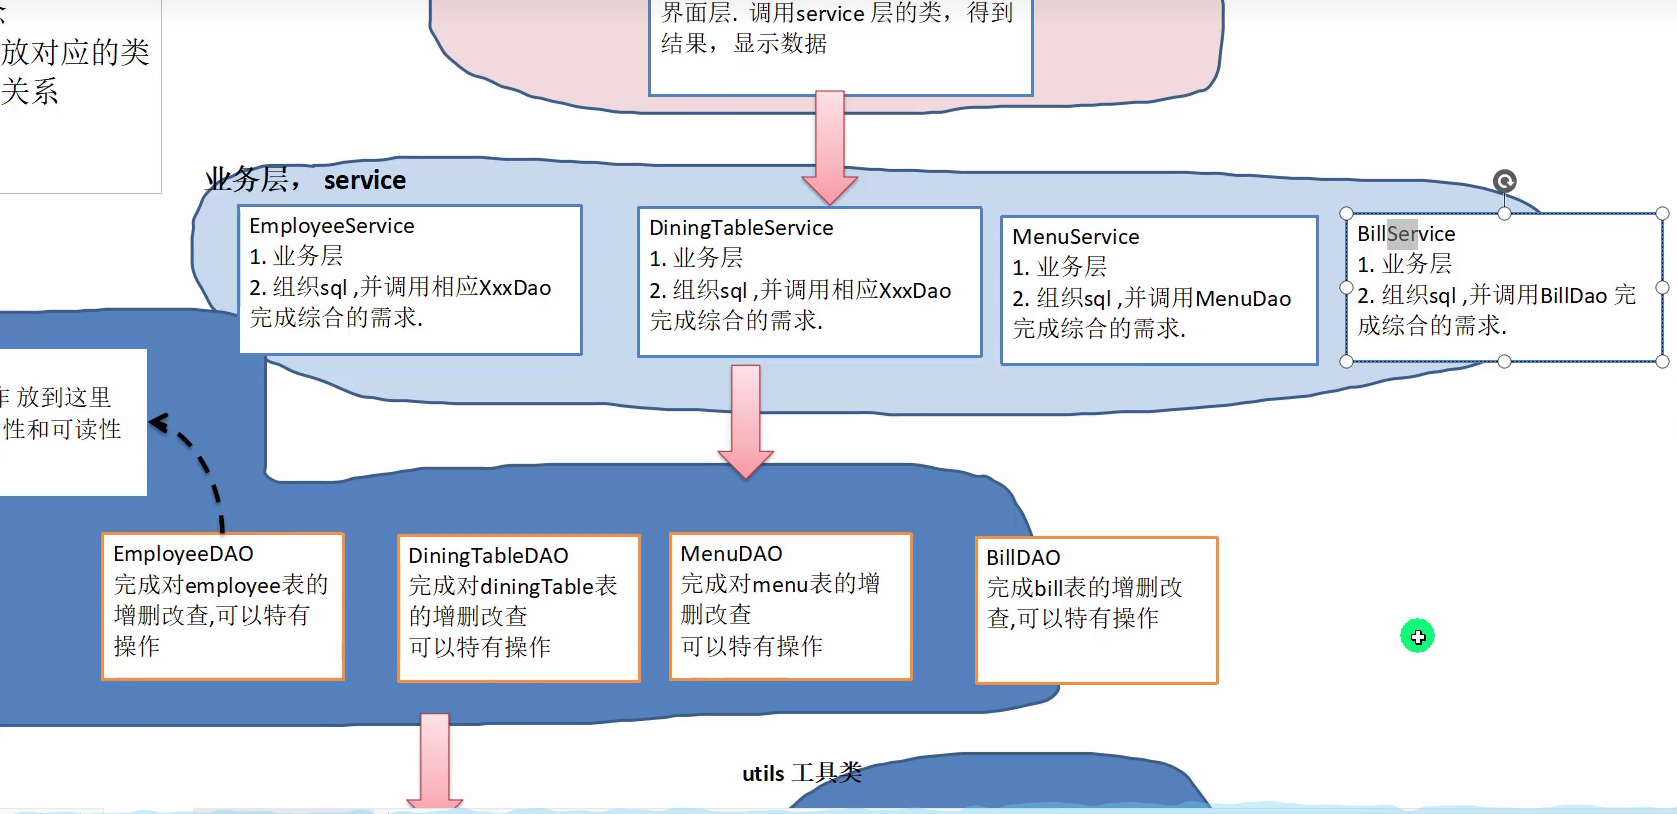 放对应的类
关系
界面层. 调用service 层的类，得到
结果，显示数据
业务层， service
EmployeeService
1. 业务层
2. 组织sql ,并调用相应XxxDao
完成综合的需求.
DiningTableService
1. 业务层
2. 组织sql ,并调用相应XxxDao
完成综合的需求.
MenuService
1. 业务层
2. 组织sql ,并调用MenuDao
完成综合的需求.
BillService
1. 业务层
2. 组织sql ,并调用BillDao 完
成综合的需求.
放到这里
性和可读性
EmployeeDAO
完成对employee表的
增删改查,可以特有
操作
DiningTableDAO
完成对diningTable表
的增删改查
可以特有操作
MenuDAO
完成对menu表的增
删改查
可以特有操作
BillDAO
完成bill表的增删改
查,可以特有操作
utils 工具类